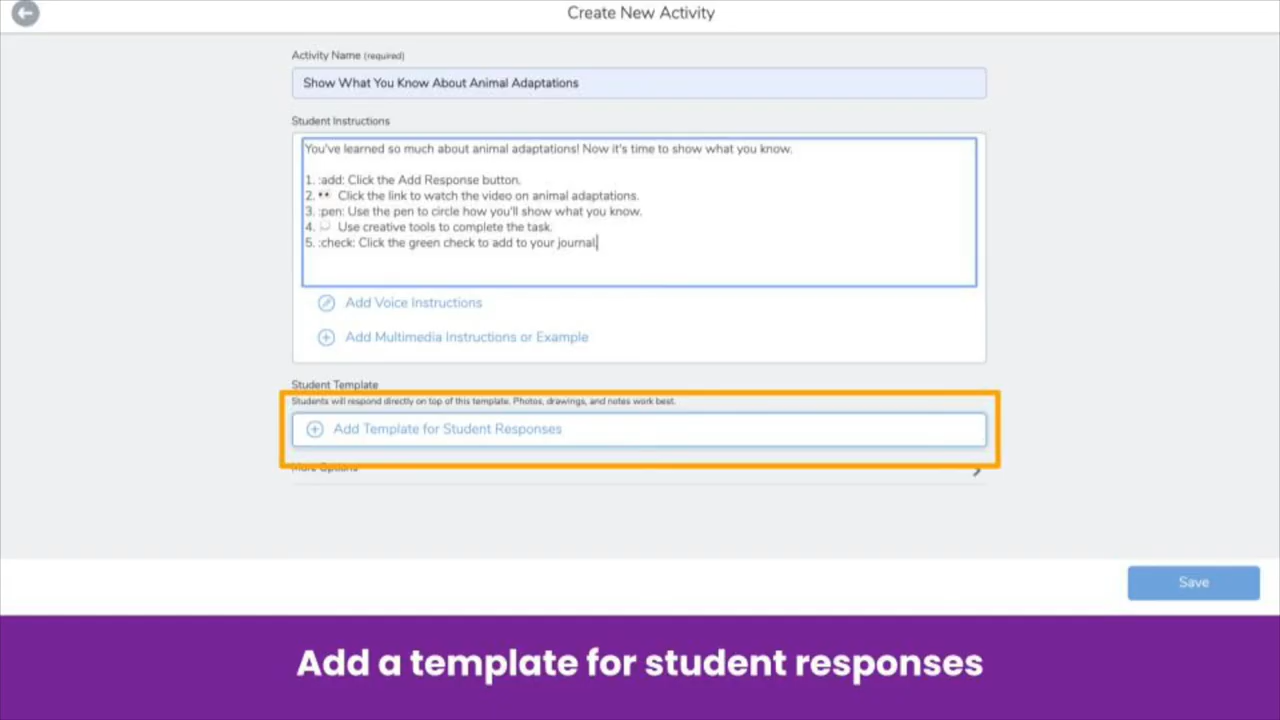 Create New Activity
Activity Name (required)
Show What You Know About Animal Adaptations
Student Instructions
You've learned so much about animal adaptations! Now it's time to show what you know.
1. :add: Click the Add Response button.
2. 👀 Click the link to watch the video on animal adaptations.
3. :pen: Use the pen to circle how you'll show what you know.
4. 💭 Use creative tools to complete the task.
5. :check: Click the green check to add to your journal
Add Voice Instructions
Add Multimedia Instructions or Example
Student Template
Students will respond directly on top of this template. Photos, drawings, and notes work best.
Add Template for Student Responses
More Options
Save
Add a template for student responses